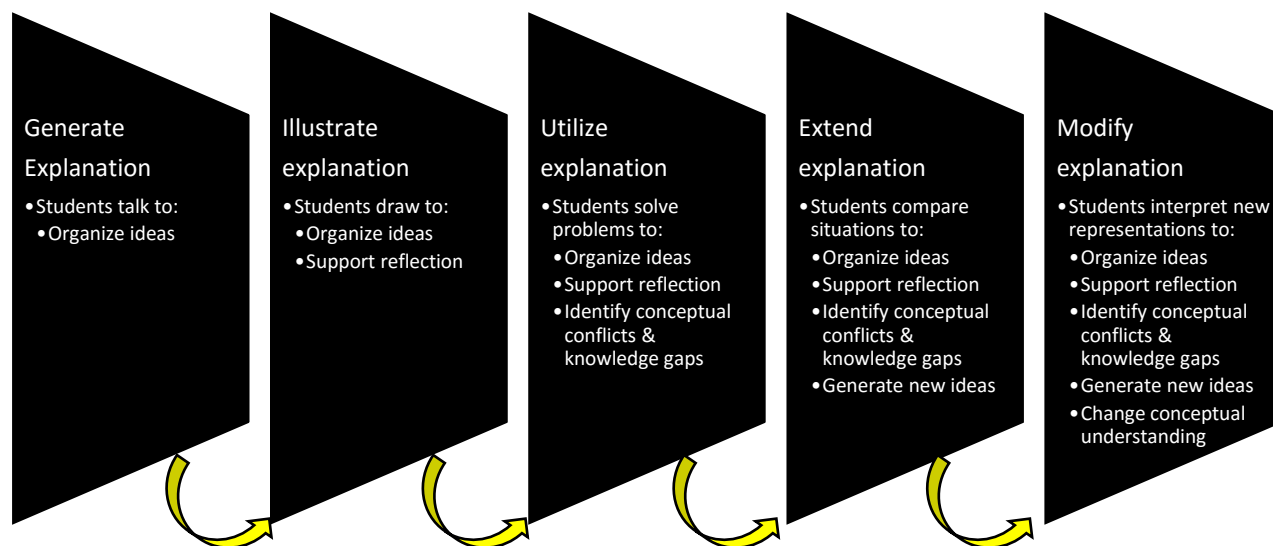 Generate
Explanation
•Students talk to:
•Organize ideas
Illustrate
explanation
•Students draw to:
•Organize ideas
•Support reflection
Utilize
explanation
•Students solve
problems to:
•Organize ideas
•Support reflection
•Identify conceptual
conflicts &
knowledge gaps
Extend
explanation
•Students compare
situations to:
•Organize ideas
•Support reflection
•Identify conceptual
conflicts &
knowledge gaps
•Generate new ideas
Modify
explanation
•Students interpret new
representations to:
•Organize ideas
•Support reflection
•Identify conceptual
conflicts &
knowledge gaps
•Generate new ideas
•Change conceptual
understanding